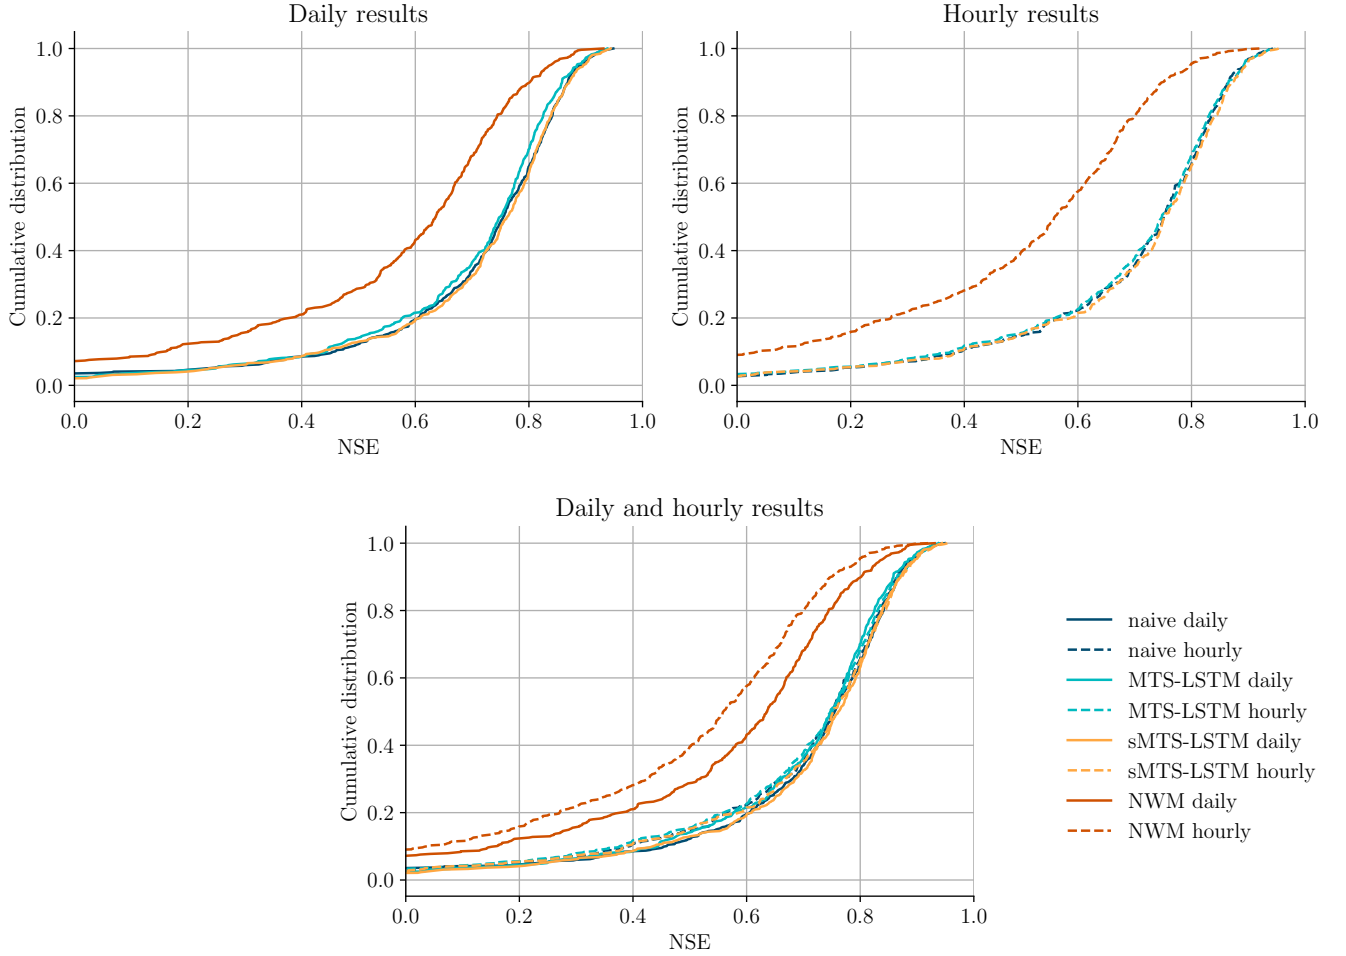 Daily results
Cumulative distribution
1.0
0.8
0.6
0.4
0.2
0.0
0.0 0.2 0.4 0.6 0.8 1.0
NSE
Hourly results
Cumulative distribution
1.0
0.8
0.6
0.4
0.2
0.0
0.0 0.2 0.4 0.6 0.8 1.0
NSE
Daily and hourly results
Cumulative distribution
1.0
0.8
0.6
0.4
0.2
0.0
0.0 0.2 0.4 0.6 0.8 1.0
NSE
naive daily
naive hourly
MTS-LSTM daily
MTS-LSTM hourly
sMTS-LSTM daily
sMTS-LSTM hourly
NWM daily
NWM hourly